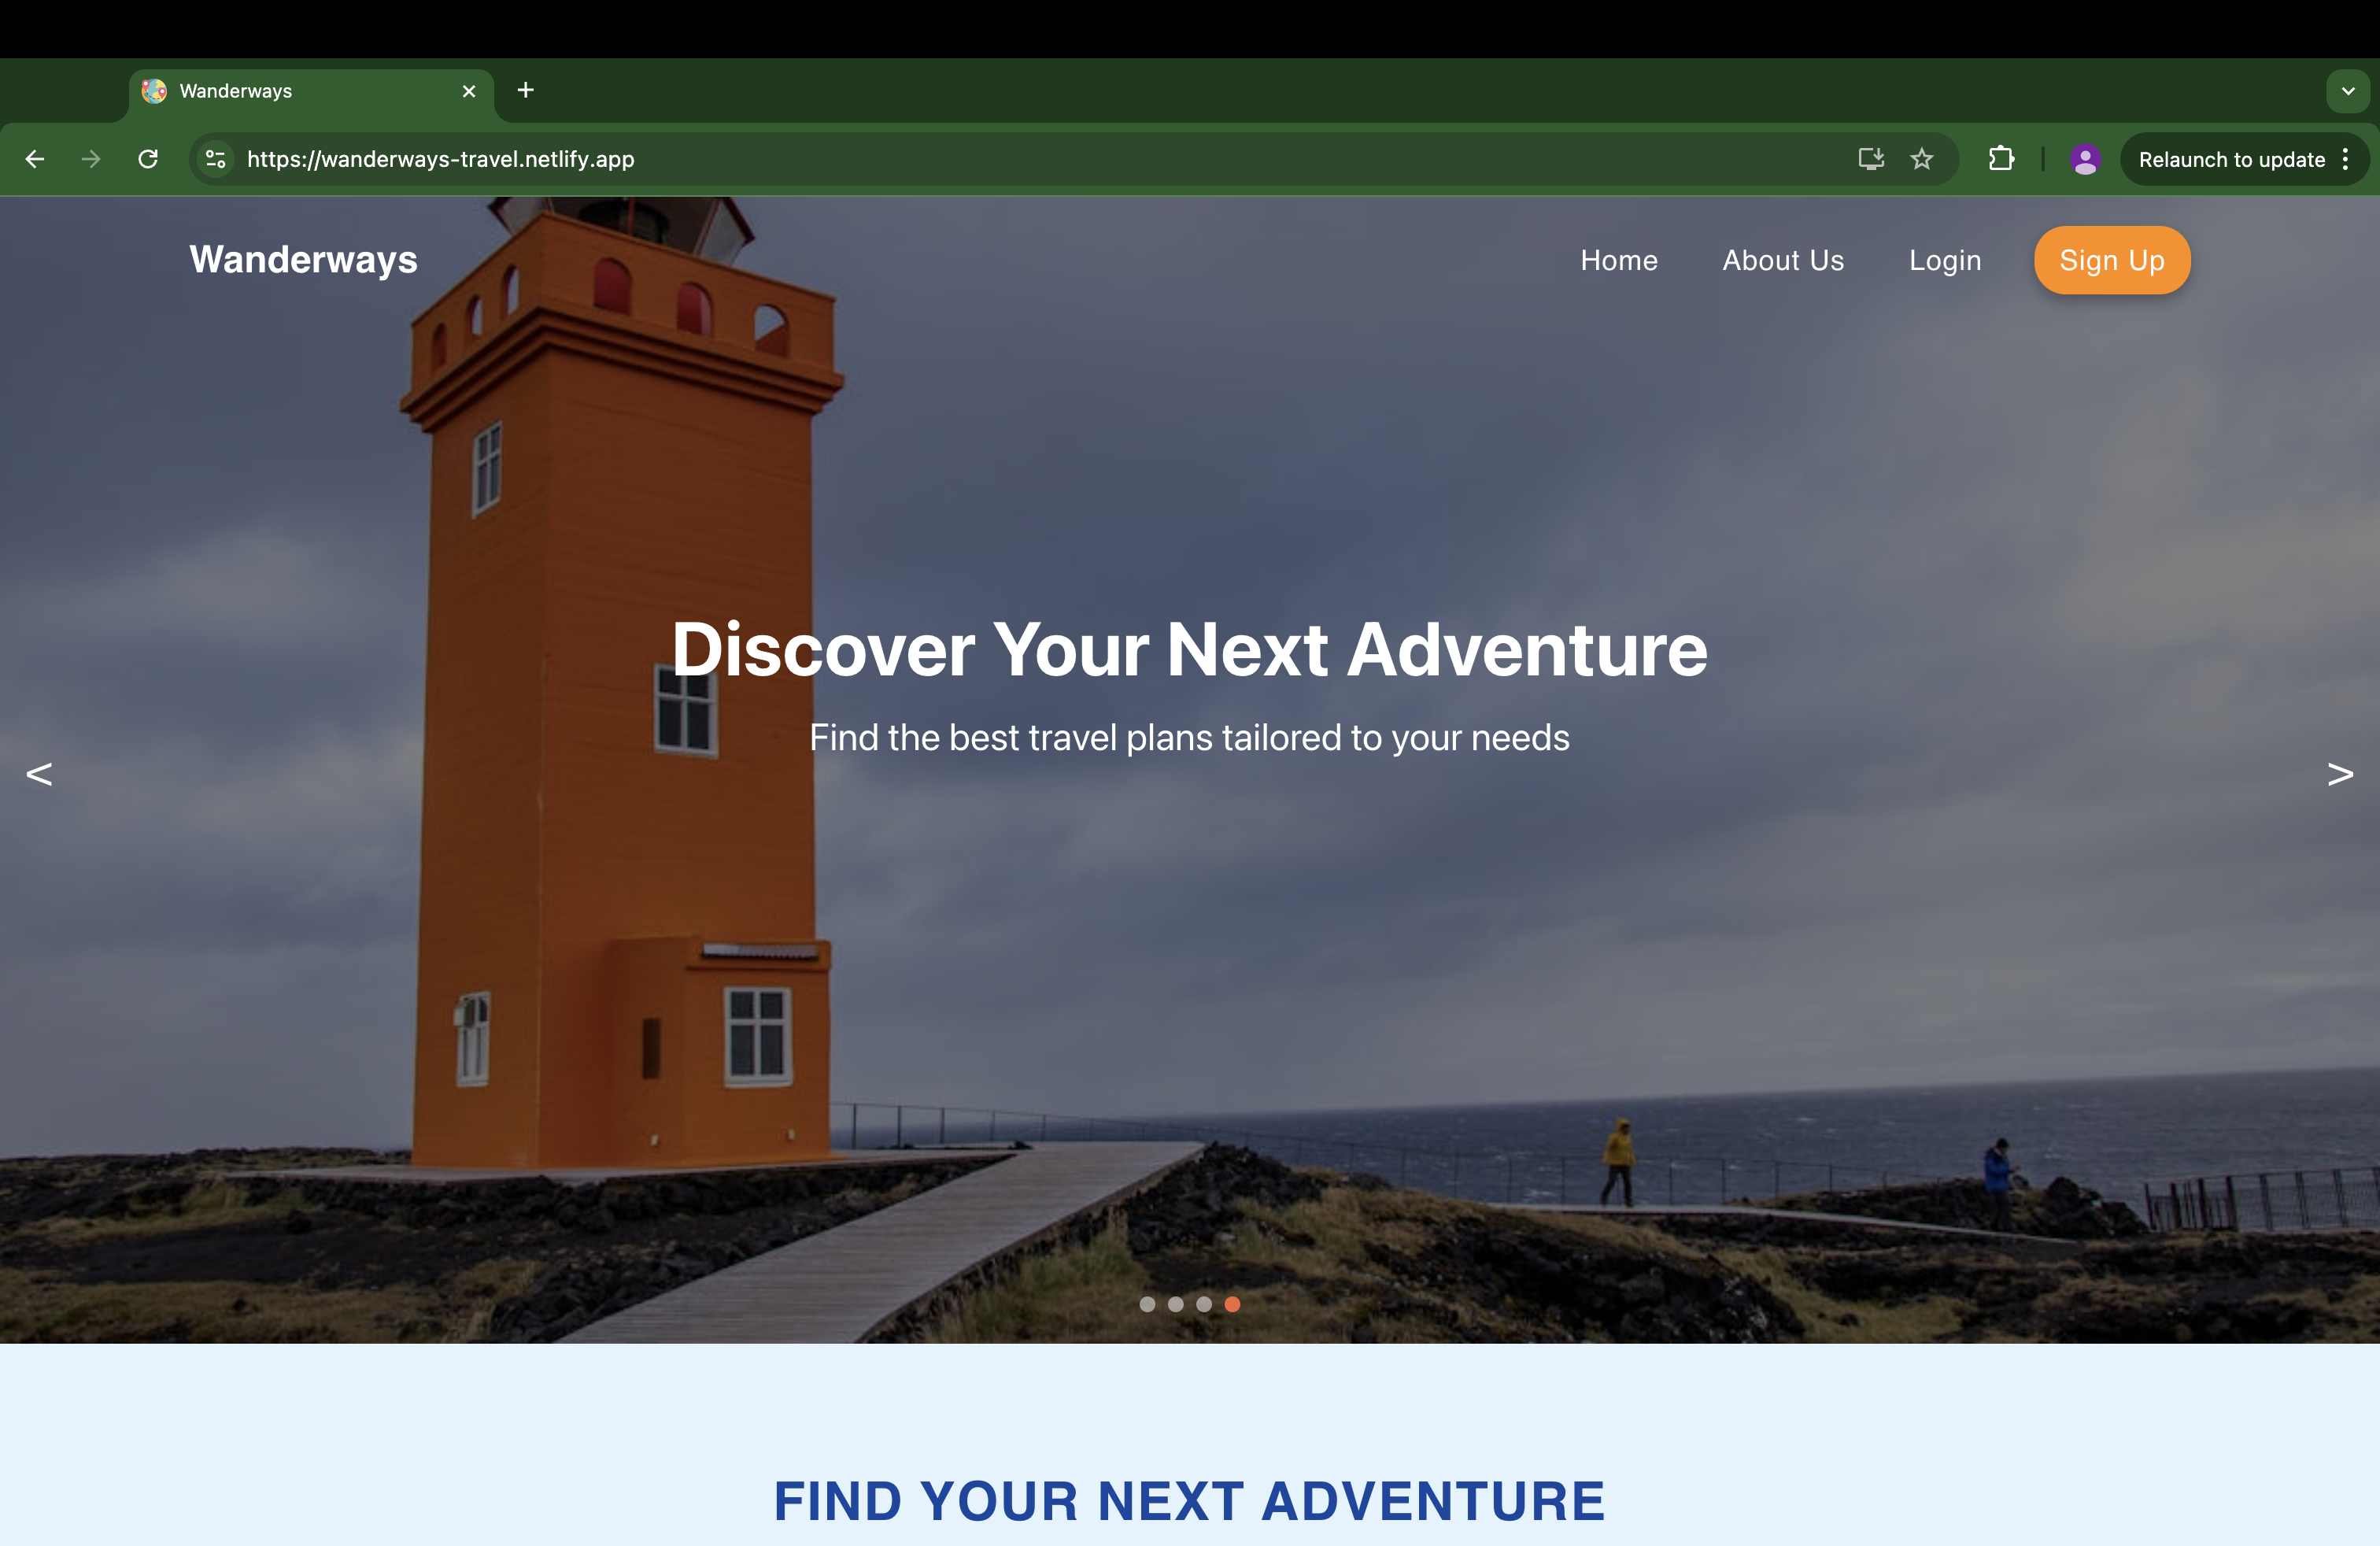 Wanderways
https://wanderways-travel.netlify.app
Relaunch to update
Wanderways
Home
About Us
Login
Sign Up
Discover Your Next Adventure
Find the best travel plans tailored to your needs
<
>
FIND YOUR NEXT ADVENTURE